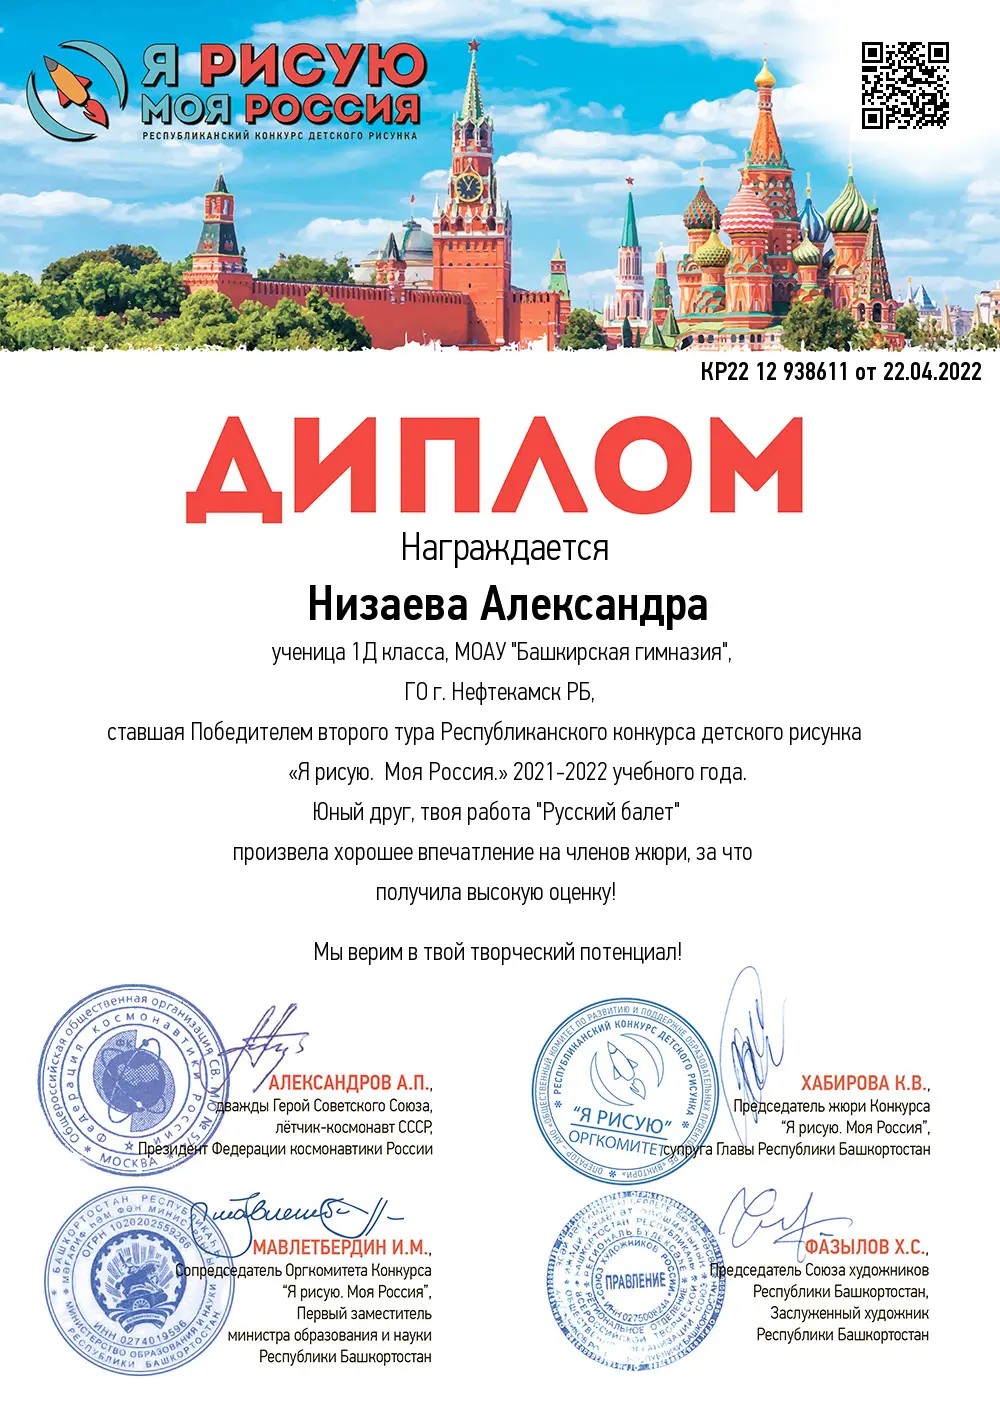 Я РИСУЮ
МОЯ РОССИЯ
РЕСПУБЛИКАНСКИЙ КОНКУРС ДЕТСКОГО РИСУНКА
КР22 12 938611 от 22.04.2022
ДИПЛОМ
Награждается
Низаева Александра
ученица 1Д класса, МОАУ "Башкирская гимназия",
ГО г. Нефтекамск РБ,
ставшая Победителем второго тура Республиканского конкурса детского рисунка
«Я рисую.  Моя Россия.» 2021-2022 учебного года.
Юный друг, твоя работа "Русский балет"
произвела хорошее впечатление на членов жюри, за что
получила высокую оценку!
Мы верим в твой творческий потенциал!
Общероссийская общественная организация
Федерация космонавтики России
ФК
МОСКВА
АЛЕКСАНДРОВ А.П.,
дважды Герой Советского Союза,
лётчик-космонавт СССР,
Президент Федерации космонавтики России
РЕСПУБЛИКАНСКИЙ КОНКУРС ДЕТСКОГО РИСУНКА
"Я РИСУЮ"
ОРГКОМИТЕТ
ХАБИРОВА К.В.,
Председатель жюри Конкурса
“Я рисую. Моя Россия”,
супруга Главы Республики Башкортостан
ОГРН 1020202559266
ИНН 0274019596
МИНИСТЕРСТВО ОБРАЗОВАНИЯ И НАУКИ
РЕСПУБЛИКИ БАШКОРТОСТАН
МАВЛЕТБЕРДИН И.М.,
Сопредседатель Оргкомитета Конкурса
“Я рисую. Моя Россия”,
Первый заместитель
министра образования и науки
Республики Башкортостан
ПРАВЛЕНИЕ
ФАЗЫЛОВ Х.С.,
Председатель Союза художников
Республики Башкортостан,
Заслуженный художник
Республики Башкортостан